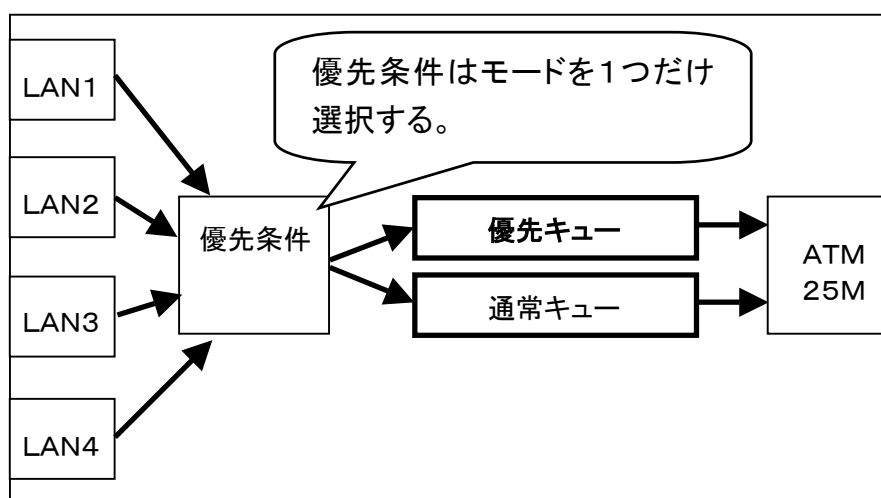 優先条件はモードを１つだけ
選択する。
LAN1
LAN2
LAN3
LAN4
優先条件
優先キュー
通常キュー
ATM
25M